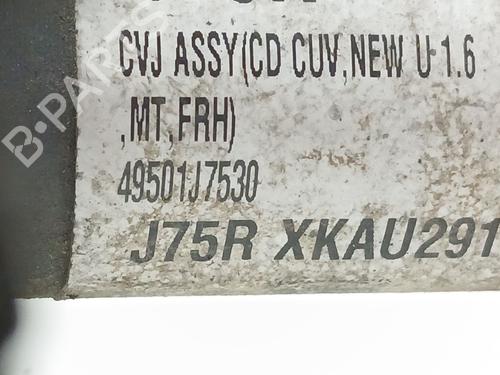 CVJ ASSY(CD CUV,NEW U 1.6
,MT,FRH)
49501J7530
J75R XKAU291
B-PARTS